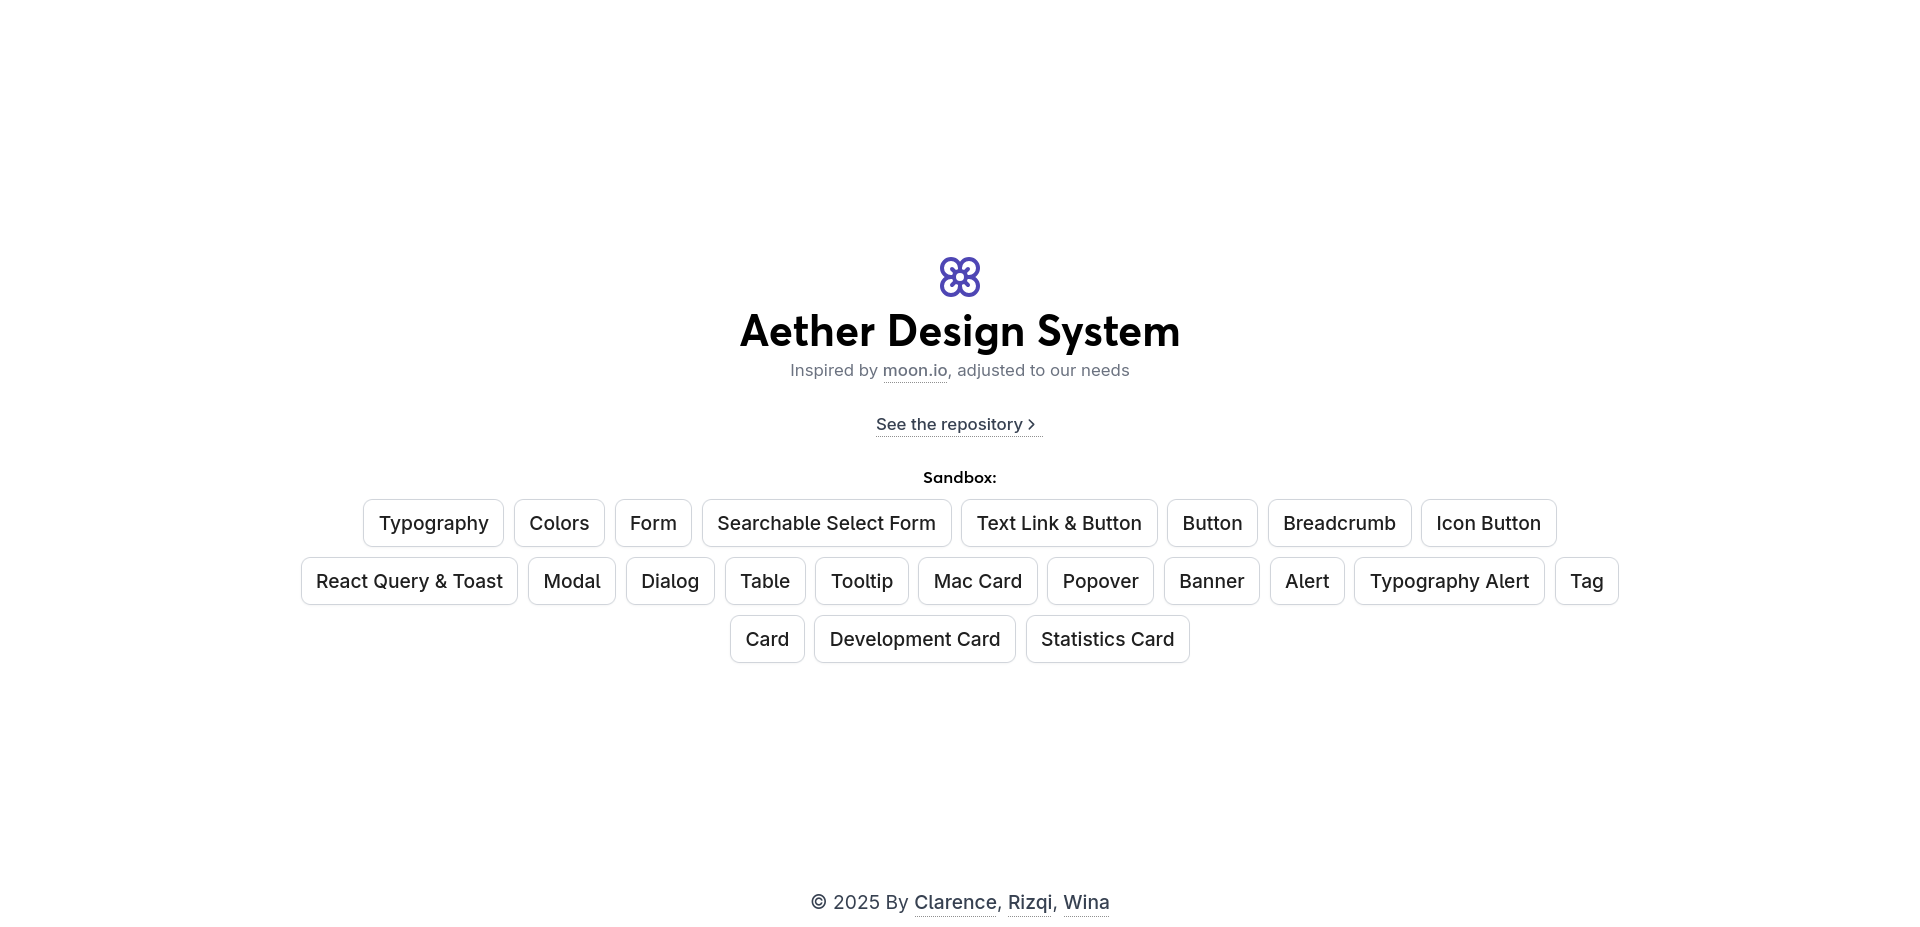 Aether Design System
Inspired by moon.io, adjusted to our needs
See the repository
Sandbox:
Typography Colors Form Searchable Select Form Text Link & Button Button Breadcrumb Icon Button
React Query & Toast Modal Dialog Table Tooltip Mac Card Popover Banner Alert Typography Alert Tag
Card Development Card Statistics Card
© 2025 By Clarence, Rizqi, Wina